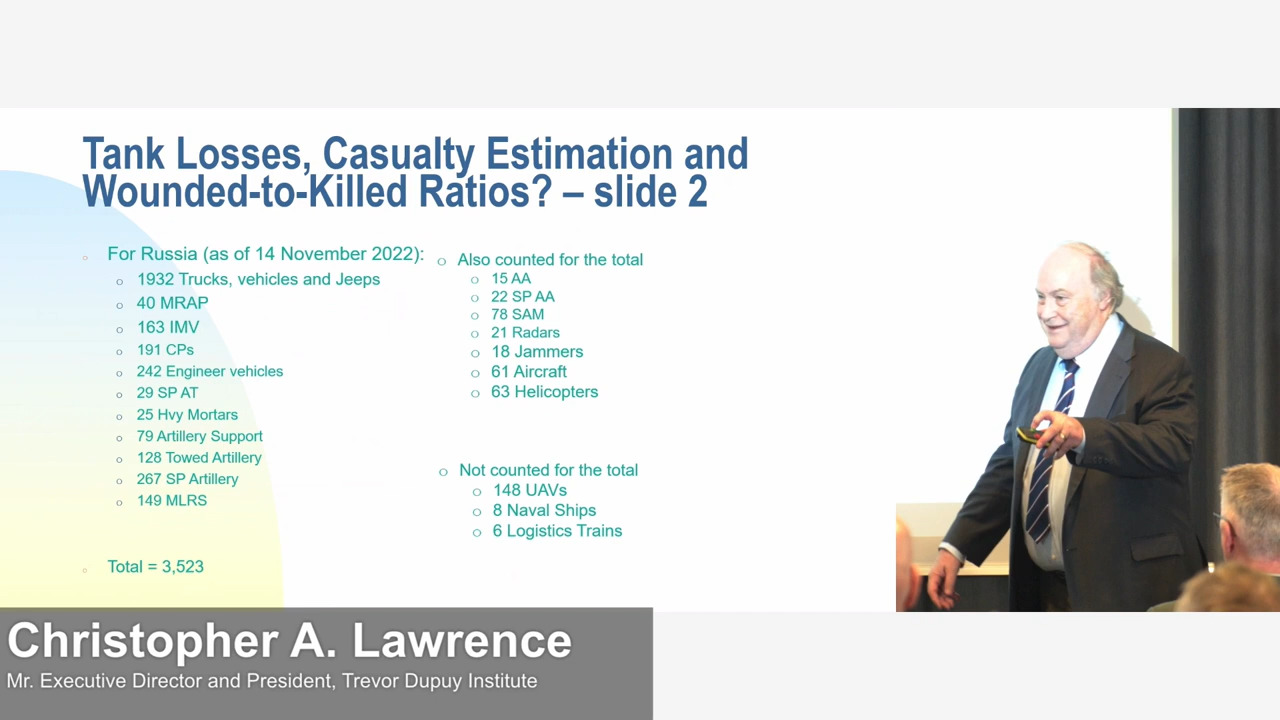 Tank Losses, Casualty Estimation and
Wounded-to-Killed Ratios? – slide 2
For Russia (as of 14 November 2022):
1932 Trucks, vehicles and Jeeps
40 MRAP
163 IMV
191 CPs
242 Engineer vehicles
29 SP AT
25 Hvy Mortars
79 Artillery Support
128 Towed Artillery
267 SP Artillery
149 MLRS
Total = 3,523
Also counted for the total
15 AA
22 SP AA
78 SAM
21 Radars
18 Jammers
61 Aircraft
63 Helicopters
Not counted for the total
148 UAVs
8 Naval Ships
6 Logistics Trains
Christopher A. Lawrence
Mr. Executive Director and President, Trevor Dupuy Institute